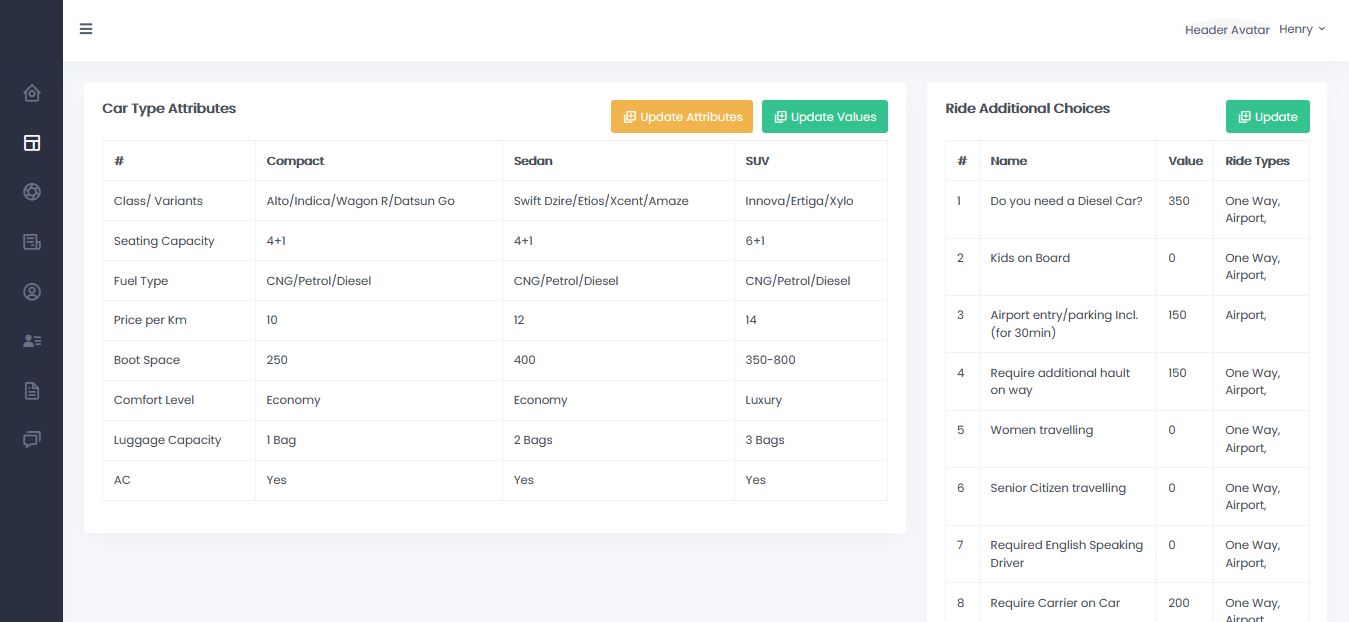 Header Avatar Henry
Car Type Attributes
Update Attributes Update Values
# Compact Sedan SUV
Class/ Variants Alto/Indica/Wagon R/Datsun Go Swift Dzire/Etios/Xcent/Amaze Innova/Ertiga/Xylo
Seating Capacity 4+1 4+1 6+1
Fuel Type CNG/Petrol/Diesel CNG/Petrol/Diesel CNG/Petrol/Diesel
Price per Km 10 12 14
Boot Space 250 400 350-800
Comfort Level Economy Economy Luxury
Luggage Capacity 1 Bag 2 Bags 3 Bags
AC Yes Yes Yes
Ride Additional Choices
Update
# Name Value Ride Types
1 Do you need a Diesel Car? 350 One Way,
Airport,
2 Kids on Board 0 One Way,
Airport,
3 Airport entry/parking Incl. 150 Airport,
(for 30min)
4 Require additional hault 150 One Way,
on way Airport,
5 Women travelling 0 One Way,
Airport,
6 Senior Citizen travelling 0 One Way,
Airport,
7 Required English Speaking 0 One Way,
Driver Airport,
8 Require Carrier on Car 200 One Way,
Airport